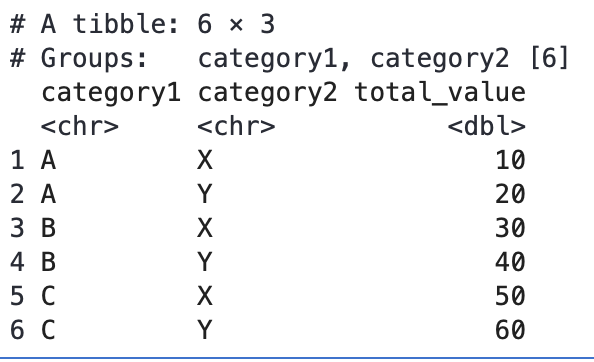 # A tibble: 6 × 3
# Groups:   category1, category2 [6]
  category1 category2 total_value
  <chr>     <chr>           <dbl>
1 A         X                  10
2 A         Y                  20
3 B         X                  30
4 B         Y                  40
5 C         X                  50
6 C         Y                  60